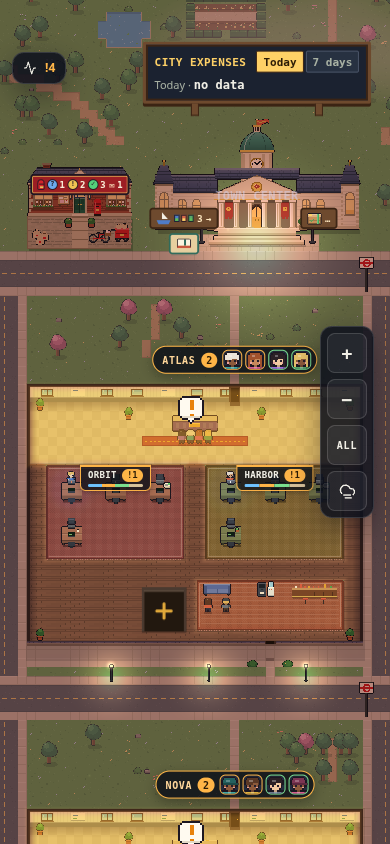 !4
CITY EXPENSES Today 7 days
Today · no data
1 2 3 1
3 → …
ATLAS 2
+
−
ALL
!
ORBIT !1 HARBOR !1
+
NOVA 2
!